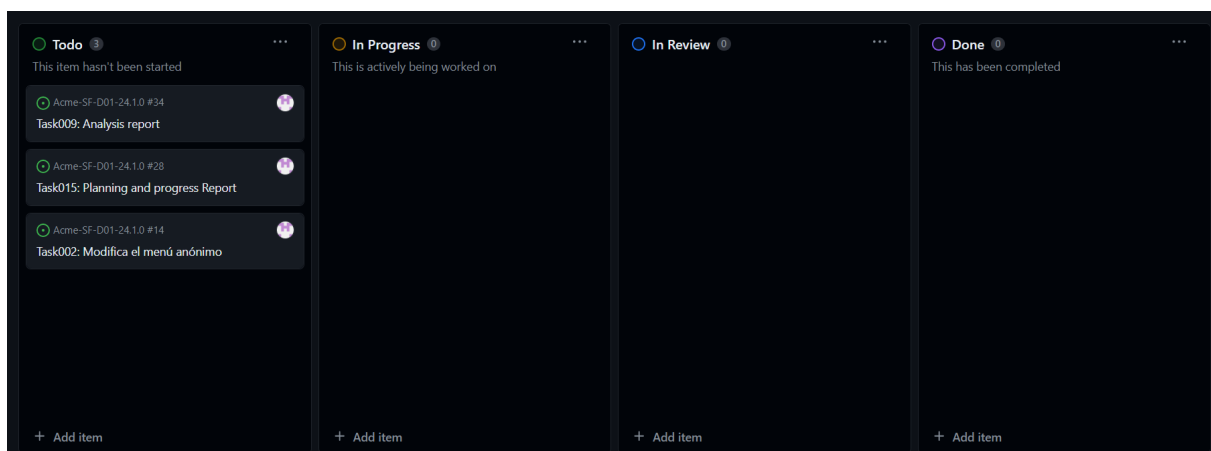 Todo 3
This item hasn't been started
Acme-SF-D01-24.1.0 #34
Task009: Analysis report
Acme-SF-D01-24.1.0 #28
Task015: Planning and progress Report
Acme-SF-D01-24.1.0 #14
Task002: Modifica el menú anónimo
+ Add item
In Progress 0
This is actively being worked on
+ Add item
In Review 0
+ Add item
Done 0
This has been completed
+ Add item